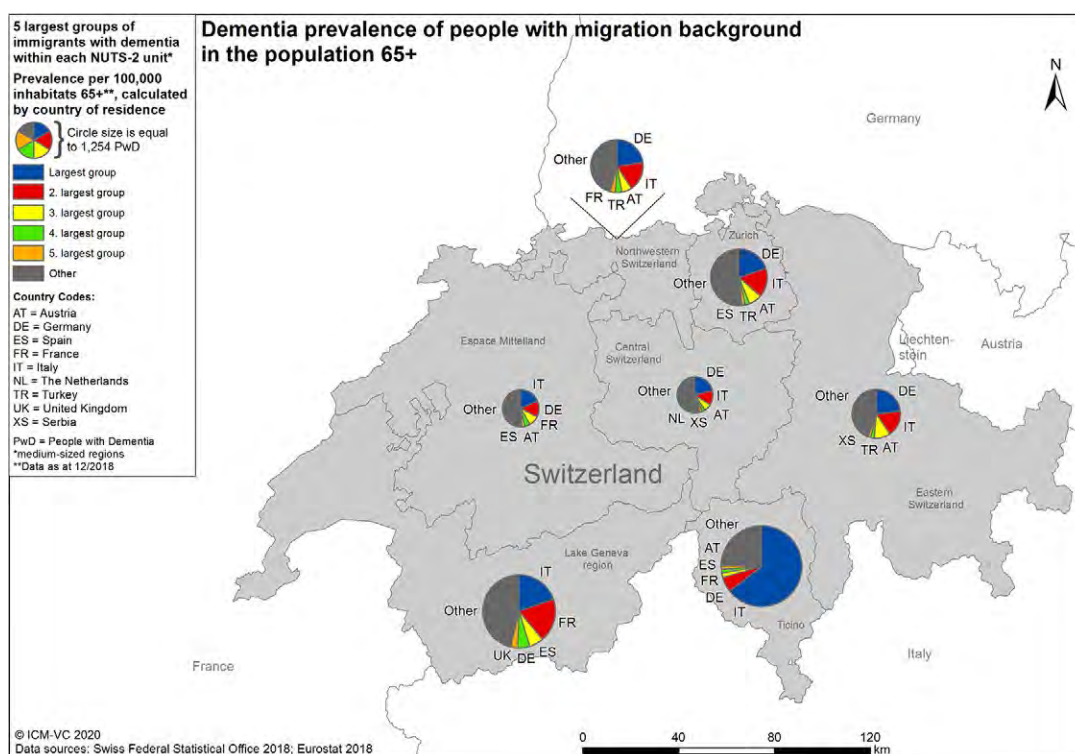 5 largest groups of
immigrants with dementia
within each NUTS-2 unit*
Prevalence per 100,000
inhabitats 65+**, calculated
by country of residence
Circle size is equal
to 1,254 PwD
Largest group
2. largest group
3. largest group
4. largest group
5. largest group
Other
Country Codes:
AT = Austria
DE = Germany
ES = Spain
FR = France
IT = Italy
NL = The Netherlands
TR = Turkey
UK = United Kingdom
XS = Serbia
PwD = People with Dementia
*medium-sized regions
**Data as at 12/2018
Dementia prevalence of people with migration background
in the population 65+
N
Germany
DE
Other
IT
FR
AT
TR
Zurich
Northwestern
Switzerland
DE
Other
IT
AT
ES
TR
Espace Mittelland
Central
Switzerland
Liechten-
stein
Austria
IT
Other
DE
FR
ES
AT
DE
Other
IT
AT
NL
XS
DE
Other
IT
XS
AT
TR
Switzerland
Eastern
Switzerland
Lake Geneva
region
IT
Other
FR
UK
DE
ES
Other
AT
ES
FR
DE
IT
Ticino
France
Italy
© ICM-VC 2020
Data sources: Swiss Federal Statistical Office 2018; Eurostat 2018
0
40
80
120
km